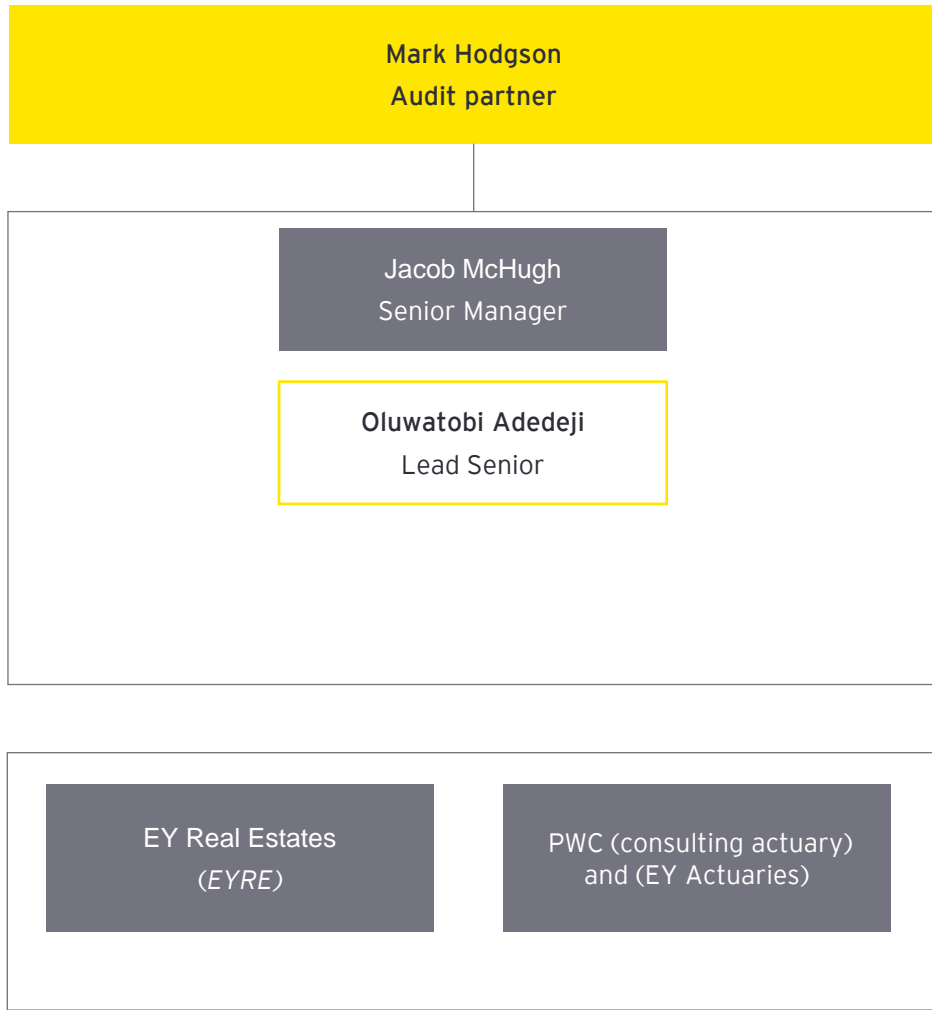 Mark Hodgson
Audit partner
Jacob McHugh
Senior Manager
Oluwatobi Adedeji
Lead Senior
EY Real Estates
(EYRE)
PWC (consulting actuary)
and (EY Actuaries)